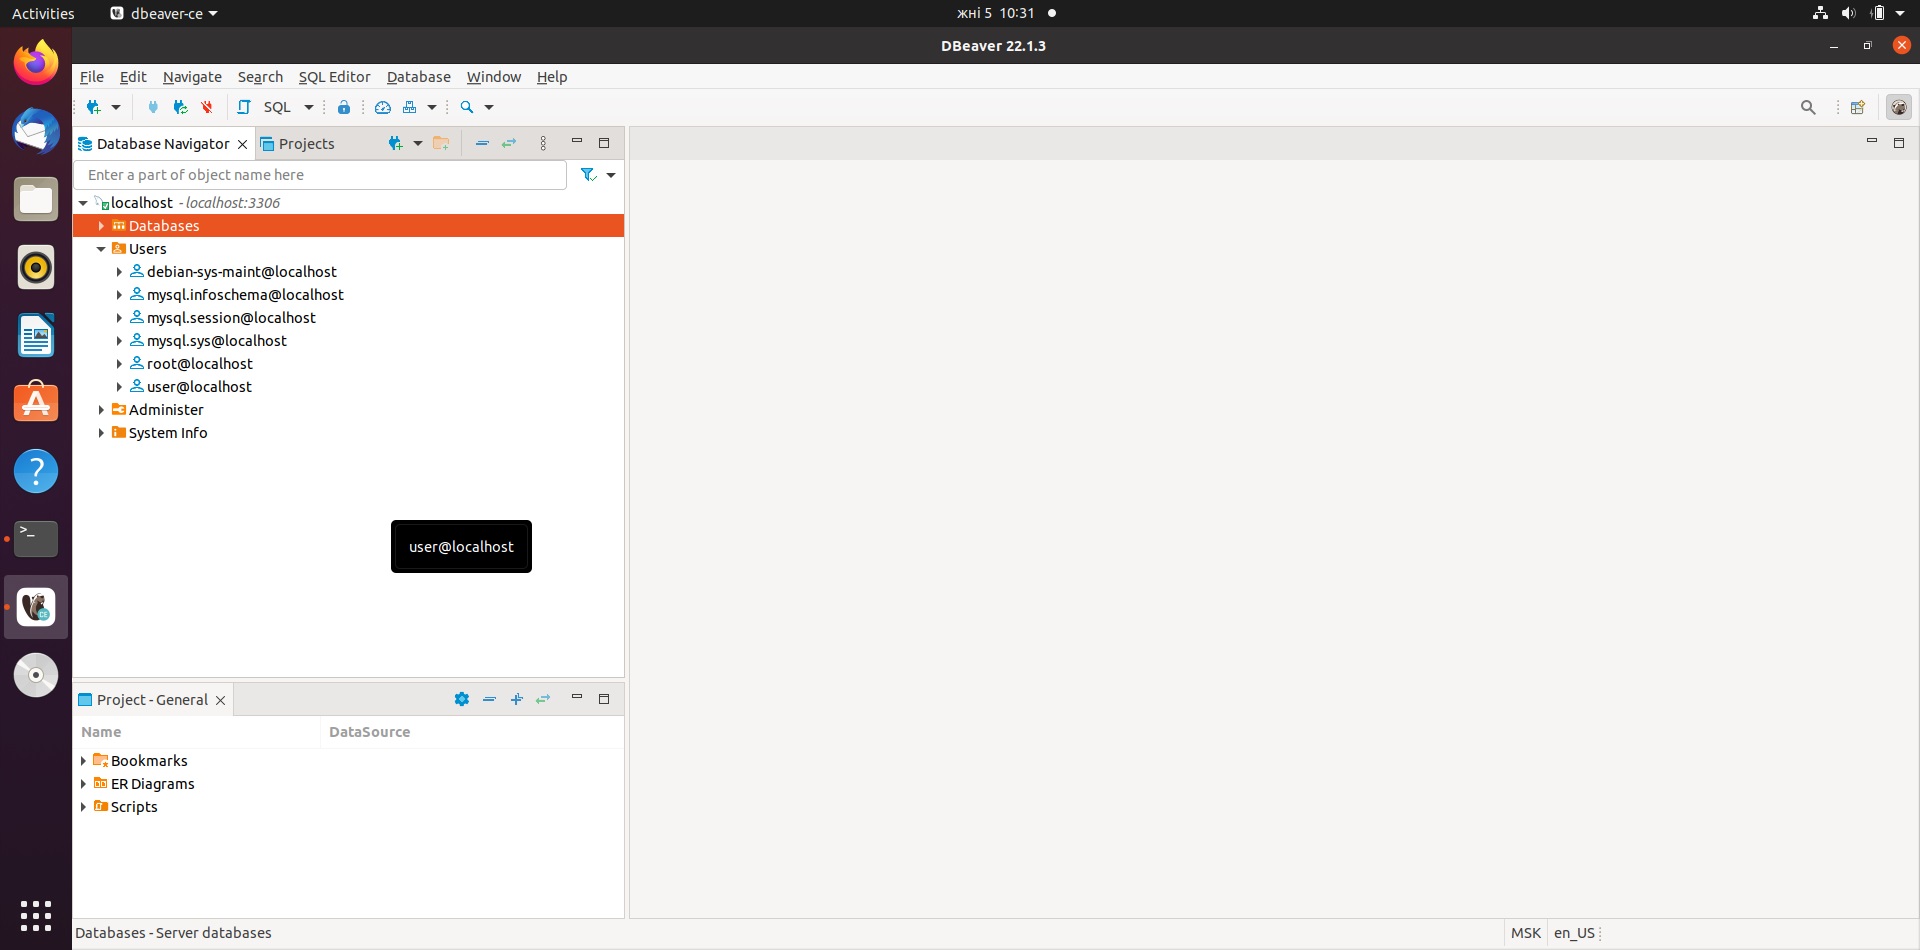 Activities dbeaver-ce жні 5 10:31
DBeaver 22.1.3
File Edit Navigate Search SQL Editor Database Window Help
SQL
Database Navigator Projects
Enter a part of object name here
localhost - localhost:3306
Databases
Users
debian-sys-maint@localhost
mysql.infoschema@localhost
mysql.session@localhost
mysql.sys@localhost
root@localhost
user@localhost
Administer
System Info
user@localhost
Project - General
Name DataSource
Bookmarks
ER Diagrams
Scripts
Databases - Server databases MSK en_US